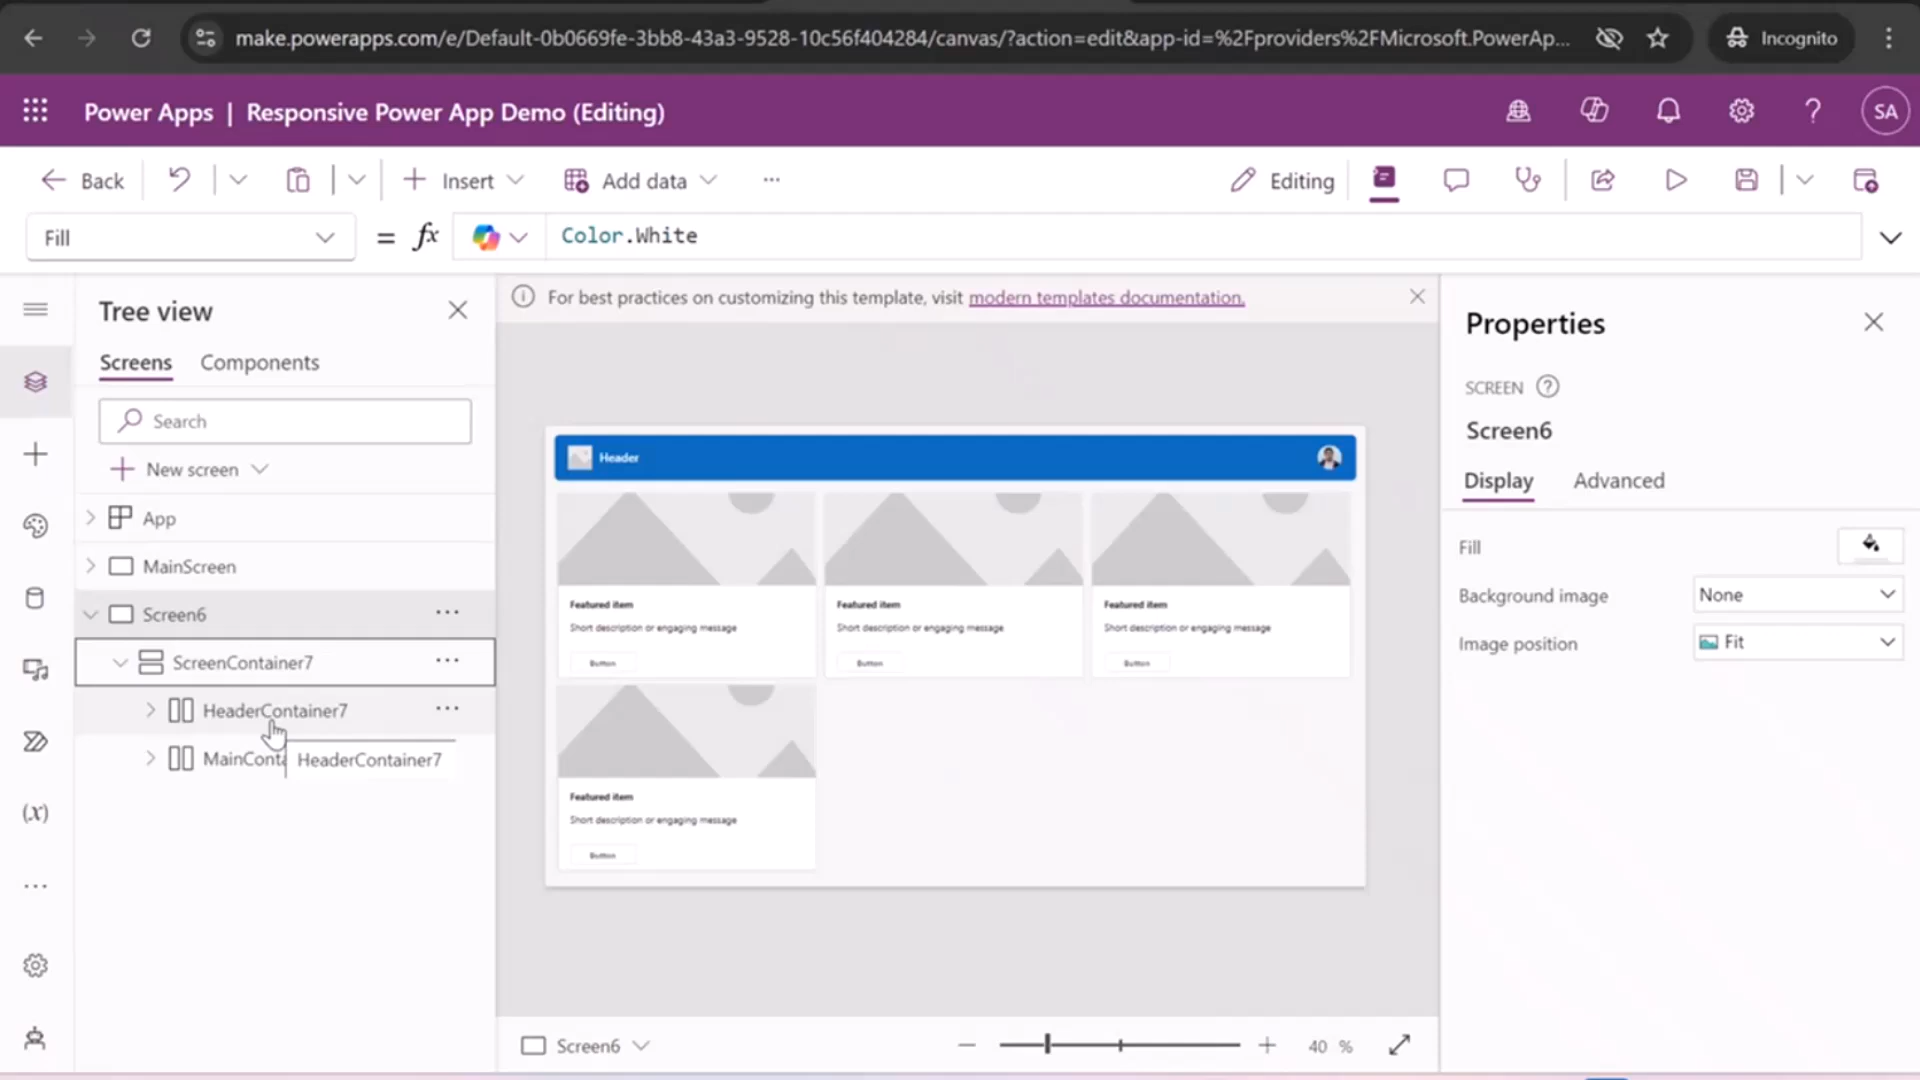 make.powerapps.com/e/Default-0b0669fe-3bb8-43a3-9528-10c56f404284/canvas/?action=edit&app-id=%2Fproviders%2FMicrosoft.PowerAp...
Incognito
Power Apps | Responsive Power App Demo (Editing)
SA
Back
Insert
Add data
...
Editing
Fill
= fx
Color.White
Tree view
Screens
Components
Search
New screen
App
MainScreen
Screen6
ScreenContainer7
HeaderContainer7
MainConta
HeaderContainer7
(x)
For best practices on customizing this template, visit modern templates documentation.
Header
Featured item
Short description or engaging message
Button
Featured item
Short description or engaging message
Button
Featured item
Short description or engaging message
Button
Featured item
Short description or engaging message
Button
Screen6
40 %
Properties
SCREEN
Screen6
Display
Advanced
Fill
Background image
None
Image position
Fit